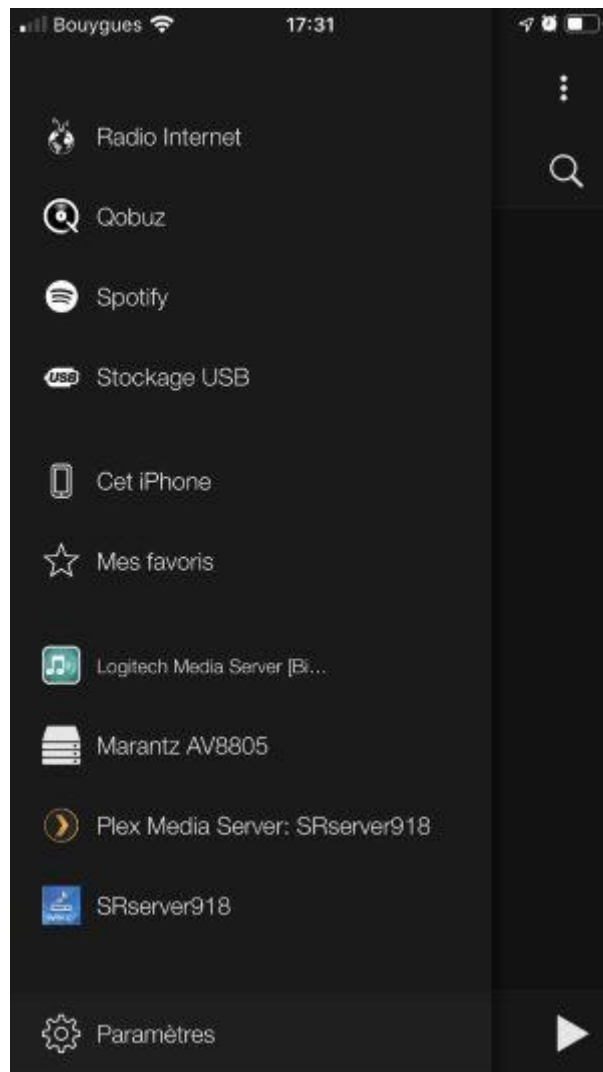 Bouygues 17:31
Radio Internet
Qobuz
Spotify
USB Stockage USB
Cet iPhone
Mes favoris
Logitech Media Server [Bi...
Marantz AV8805
Plex Media Server: SRserver918
SRserver918
Paramètres